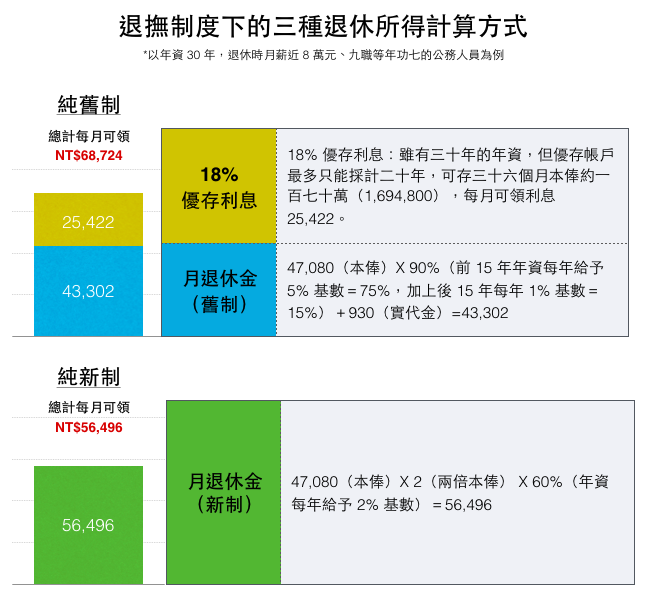 退撫制度下的三種退休所得計算方式
*以年資 30 年，退休時月薪近 8 萬元、九職等年功七的公務人員為例
純舊制
總計每月可領
NT$68,724
25,422
43,302
18%
優存利息
18% 優存利息：雖有三十年的年資，但優存帳戶
最多只能採計二十年，可存三十六個月本俸約一
百七十萬（1,694,800），每月可領利息
25,422。
月退休金
（舊制）
47,080（本俸）X 90%（前 15 年年資每年給予
5% 基數＝75%，加上後 15 年每年 1% 基數＝
15%）＋930（實代金）=43,302
純新制
總計每月可領
NT$56,496
56,496
月退休金
（新制）
47,080（本俸）X 2（兩倍本俸） X 60%（年資
每年給予 2% 基數）＝56,496